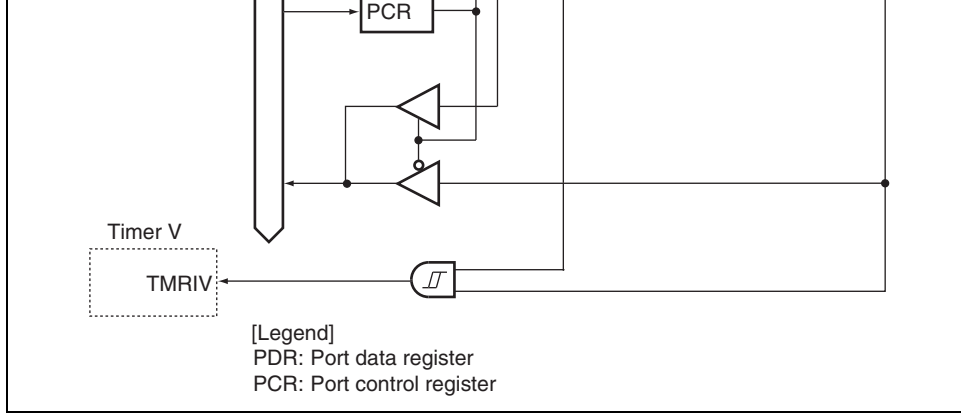 PCR
Timer V
TMRIV
[Legend]
PDR: Port data register
PCR: Port control register